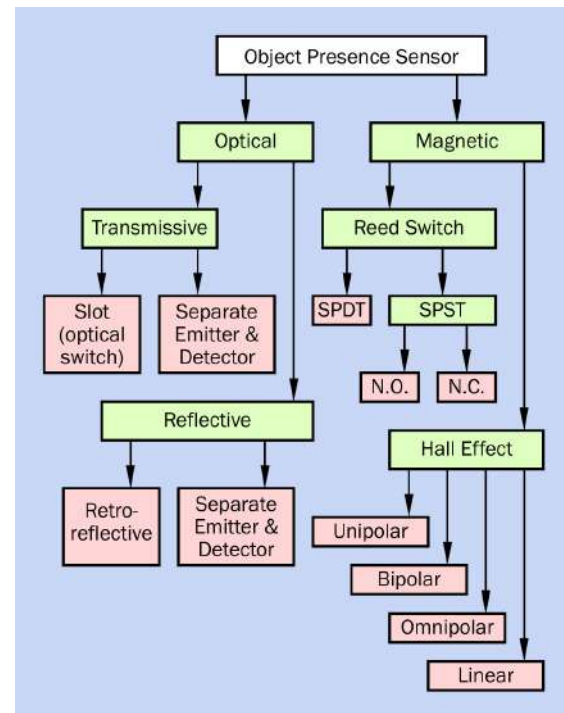 Object Presence Sensor
Optical
Magnetic
Transmissive
Reed Switch
Slot
(optical
switch)
Separate
Emitter &
Detector
SPDT
SPST
N.O.
N.C.
Reflective
Hall Effect
Retro-
reflective
Separate
Emitter &
Detector
Unipolar
Bipolar
Omnipolar
Linear